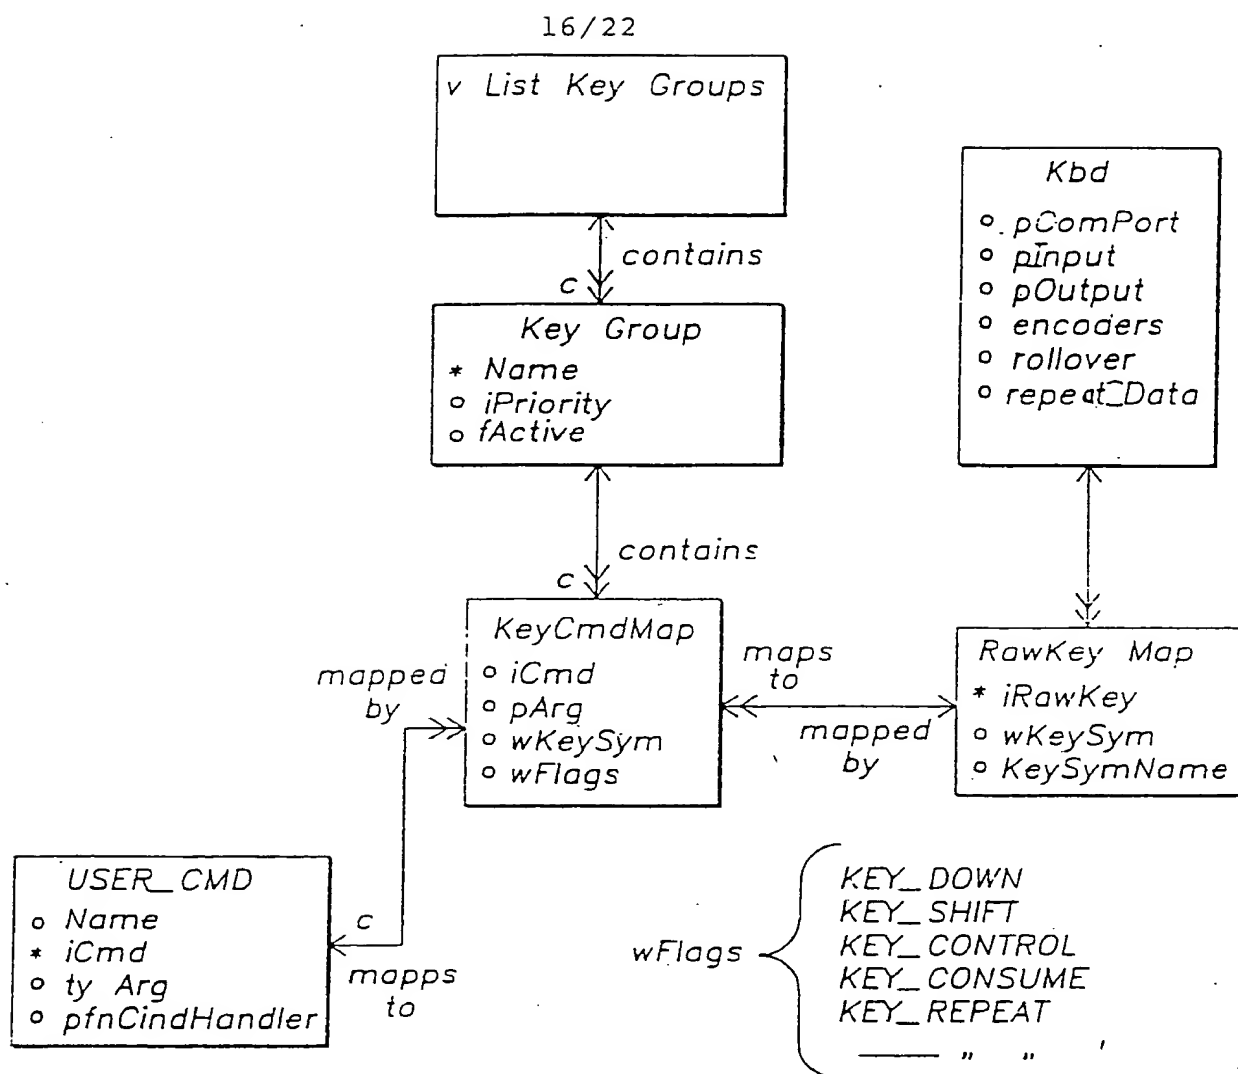 16/22
v List Key Groups
contains
c
Key Group
* Name
o iPriority
o fActive
contains
c
Kbd
o pComPort
o pInput
o pOutput
o encoders
o rollover
o repeat_Data
KeyCmdMap
o iCmd
o pArg
o wKeySym
o wFlags
mapped
by
maps
to
mapped
by
RawKey Map
* iRawKey
o wKeySym
o KeySymName
USER_CMD
o Name
* iCmd
o ty Arg
o pfnCindHandler
c
mapps
to
wFlags
KEY_DOWN
KEY_SHIFT
KEY_CONTROL
KEY_CONSUME
KEY_REPEAT
—— " " '